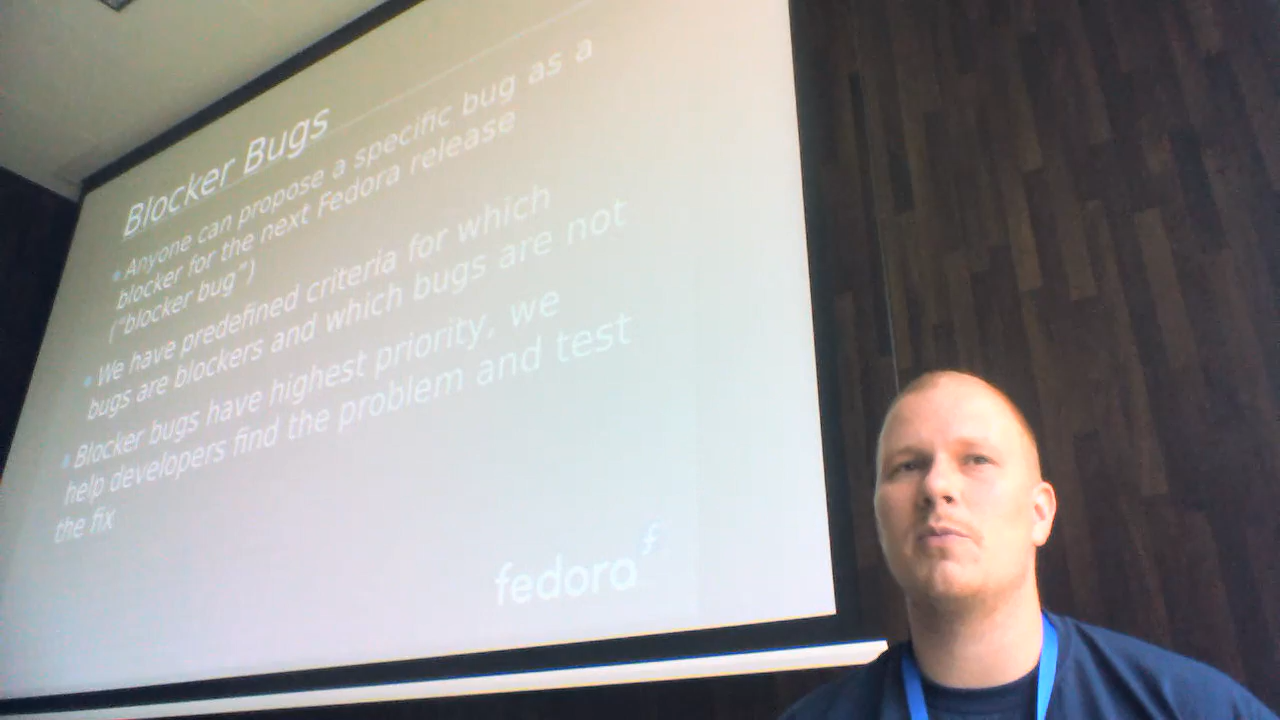 Blocker Bugs
Anyone can propose a specific bug as a
blocker for the next Fedora release
("blocker bug")
We have predefined criteria for which
bugs are blockers and which bugs are not
Blocker bugs have highest priority, we
help developers find the problem and test
the fix
fedora